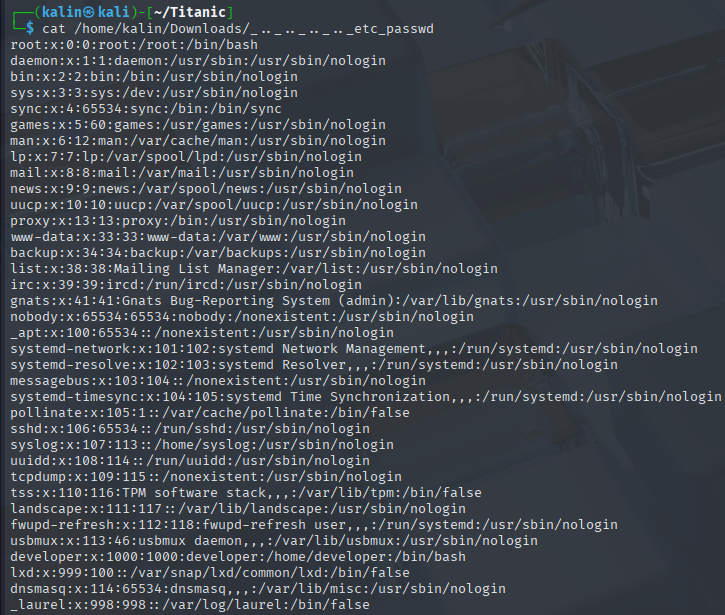 ┌──(kalin㉿kali)-[~/Titanic]
└─$ cat /home/kalin/Downloads/_.._.._.._.._etc_passwd
root:x:0:0:root:/root:/bin/bash
daemon:x:1:1:daemon:/usr/sbin:/usr/sbin/nologin
bin:x:2:2:bin:/bin:/usr/sbin/nologin
sys:x:3:3:sys:/dev:/usr/sbin/nologin
sync:x:4:65534:sync:/bin:/bin/sync
games:x:5:60:games:/usr/games:/usr/sbin/nologin
man:x:6:12:man:/var/cache/man:/usr/sbin/nologin
lp:x:7:7:lp:/var/spool/lpd:/usr/sbin/nologin
mail:x:8:8:mail:/var/mail:/usr/sbin/nologin
news:x:9:9:news:/var/spool/news:/usr/sbin/nologin
uucp:x:10:10:uucp:/var/spool/uucp:/usr/sbin/nologin
proxy:x:13:13:proxy:/bin:/usr/sbin/nologin
www-data:x:33:33:www-data:/var/www:/usr/sbin/nologin
backup:x:34:34:backup:/var/backups:/usr/sbin/nologin
list:x:38:38:Mailing List Manager:/var/list:/usr/sbin/nologin
irc:x:39:39:ircd:/run/ircd:/usr/sbin/nologin
gnats:x:41:41:Gnats Bug-Reporting System (admin):/var/lib/gnats:/usr/sbin/nologin
nobody:x:65534:65534:nobody:/nonexistent:/usr/sbin/nologin
_apt:x:100:65534::/nonexistent:/usr/sbin/nologin
systemd-network:x:101:102:systemd Network Management,,,:/run/systemd:/usr/sbin/nologin
systemd-resolve:x:102:103:systemd Resolver,,,:/run/systemd:/usr/sbin/nologin
messagebus:x:103:104::/nonexistent:/usr/sbin/nologin
systemd-timesync:x:104:105:systemd Time Synchronization,,,:/run/systemd:/usr/sbin/nologin
pollinate:x:105:1::/var/cache/pollinate:/bin/false
sshd:x:106:65534::/run/sshd:/usr/sbin/nologin
syslog:x:107:113::/home/syslog:/usr/sbin/nologin
uuidd:x:108:114::/run/uuidd:/usr/sbin/nologin
tcpdump:x:109:115::/nonexistent:/usr/sbin/nologin
tss:x:110:116:TPM software stack,,,:/var/lib/tpm:/bin/false
landscape:x:111:117::/var/lib/landscape:/usr/sbin/nologin
fwupd-refresh:x:112:118:fwupd-refresh user,,,:/run/systemd:/usr/sbin/nologin
usbmux:x:113:46:usbmux daemon,,,:/var/lib/usbmux:/usr/sbin/nologin
developer:x:1000:1000:developer:/home/developer:/bin/bash
lxd:x:999:100::/var/snap/lxd/common/lxd:/bin/false
dnsmasq:x:114:65534:dnsmasq,,,:/var/lib/misc:/usr/sbin/nologin
_laurel:x:998:998::/var/log/laurel:/bin/false